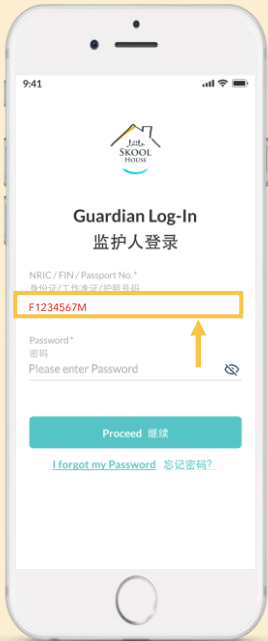 9:41
Little
SKOOL
HOUSE
Guardian Log-In
监护人登录
NRIC / FIN / Passport No.*
身份证/工作准证/护照号码
F1234567M
Password*
密码
Please enter Password
Proceed 继续
I forgot my Password 忘记密码?